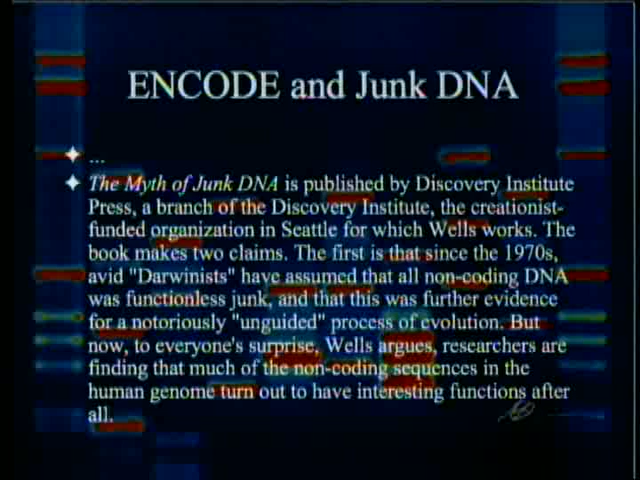 ENCODE and Junk DNA
...
The Myth of Junk DNA is published by Discovery Institute
Press, a branch of the Discovery Institute, the creationist-
funded organization in Seattle for which Wells works. The
book makes two claims. The first is that since the 1970s,
avid "Darwinists" have assumed that all non-coding DNA
was functionless junk, and that this was further evidence
for a notoriously "unguided" process of evolution. But
now, to everyone's surprise, Wells argues, researchers are
finding that much of the non-coding sequences in the
human genome turn out to have interesting functions after
all.